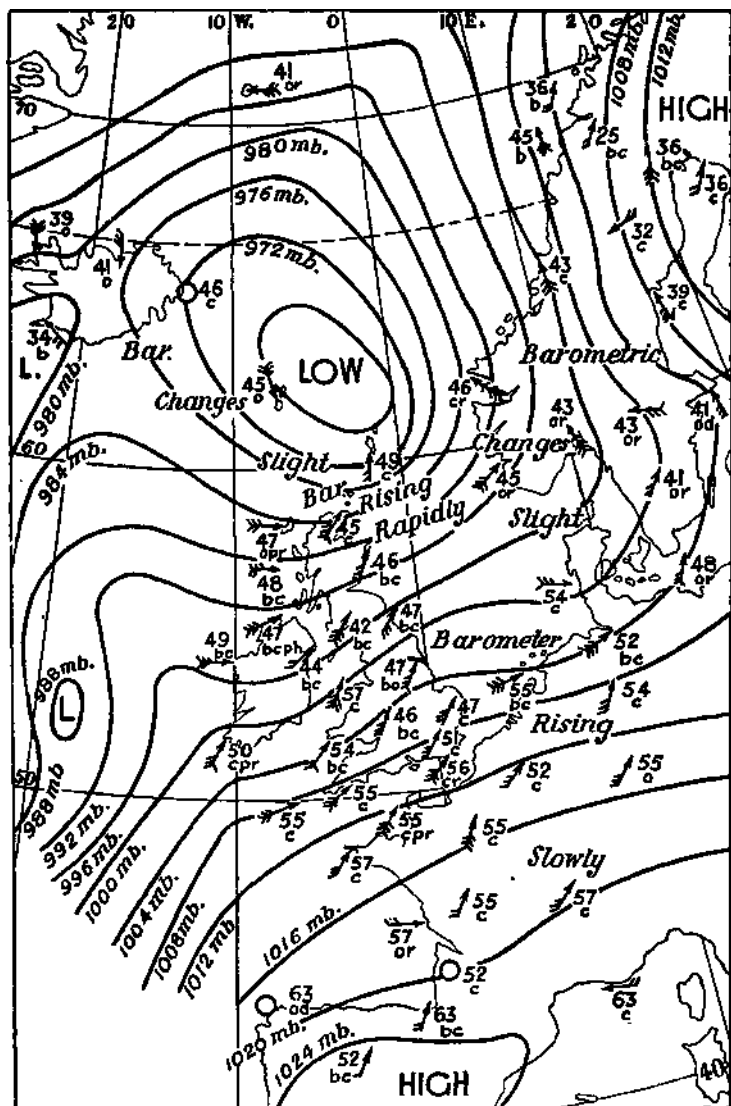 20
10 W.
0
10 E.
20
41
or
36
b
1008 mb.
1012 mb.
70
HIGH
980 mb.
45
b
25
bc
36
bc
36
c
976 mb.
39
o
32
c
972 mb.
41
o
46
c
43
c
39
c
34
b
Bar.
LOW
Barometric
L.
45
o
Changes
46
cr
43
or
43
or
41
od
980 mb.
Changes
60
984 mb.
Slight
49
c
45
or
41
or
Bar.
Rising
Rapidly
Slight
47
opr
45
c
46
bc
48
or
48
bc
54
c
49
bc
47
bcph
42
bc
47
bc
Barometer
52
bc
988 mb.
44
bc
47
bc
55
bc
54
c
L
57
c
47
c
Rising
46
bc
50
cpr
54
bc
57
c
56
cr
52
c
55
o
50
988 mb
55
c
55
c
992 mb.
55
cpr
55
c
996 mb.
57
c
Slowly
1000 mb.
55
c
57
c
1004 mb.
1008 mb.
1016 mb.
57
or
1012 mb.
52
c
63
c
63
od
63
bc
1020 mb.
1024 mb.
52
bc
HIGH
40